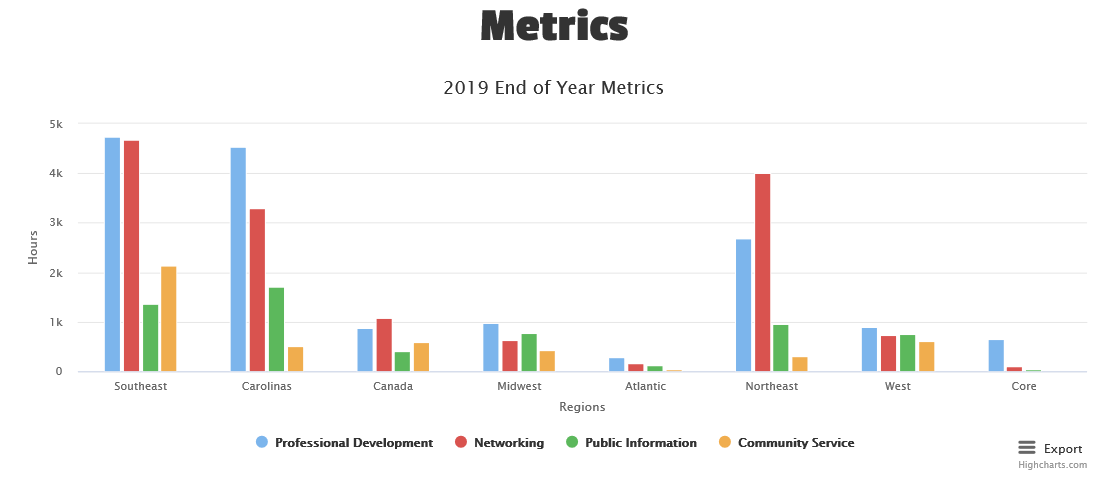 Metrics
2019 End of Year Metrics
5k
4k
3k
2k
1k
0
Hours
Southeast Carolinas Canada Midwest Atlantic Northeast West Core
Regions
Professional Development Networking Public Information Community Service
Export
Highcharts.com